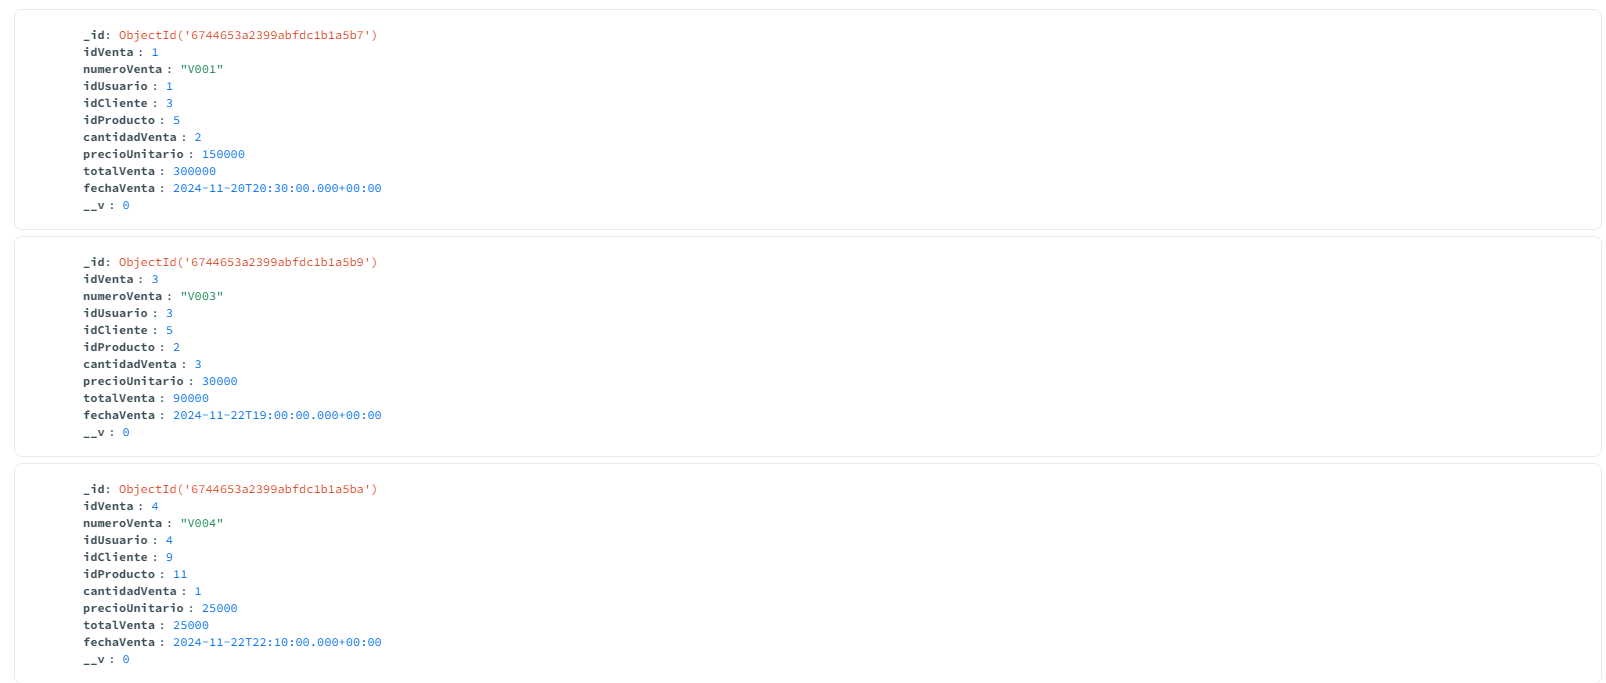 _id: ObjectId('6744653a2399abfdc1b1a5b7')
idVenta : 1
numeroVenta : "V001"
idUsuario : 1
idCliente : 3
idProducto : 5
cantidadVenta : 2
precioUnitario : 150000
totalVenta : 300000
fechaVenta : 2024-11-20T20:30:00.000+00:00
__v : 0
_id: ObjectId('6744653a2399abfdc1b1a5b9')
idVenta : 3
numeroVenta : "V003"
idUsuario : 3
idCliente : 5
idProducto : 2
cantidadVenta : 3
precioUnitario : 30000
totalVenta : 90000
fechaVenta : 2024-11-22T19:00:00.000+00:00
__v : 0
_id: ObjectId('6744653a2399abfdc1b1a5ba')
idVenta : 4
numeroVenta : "V004"
idUsuario : 4
idCliente : 9
idProducto : 11
cantidadVenta : 1
precioUnitario : 25000
totalVenta : 25000
fechaVenta : 2024-11-22T22:10:00.000+00:00
__v : 0